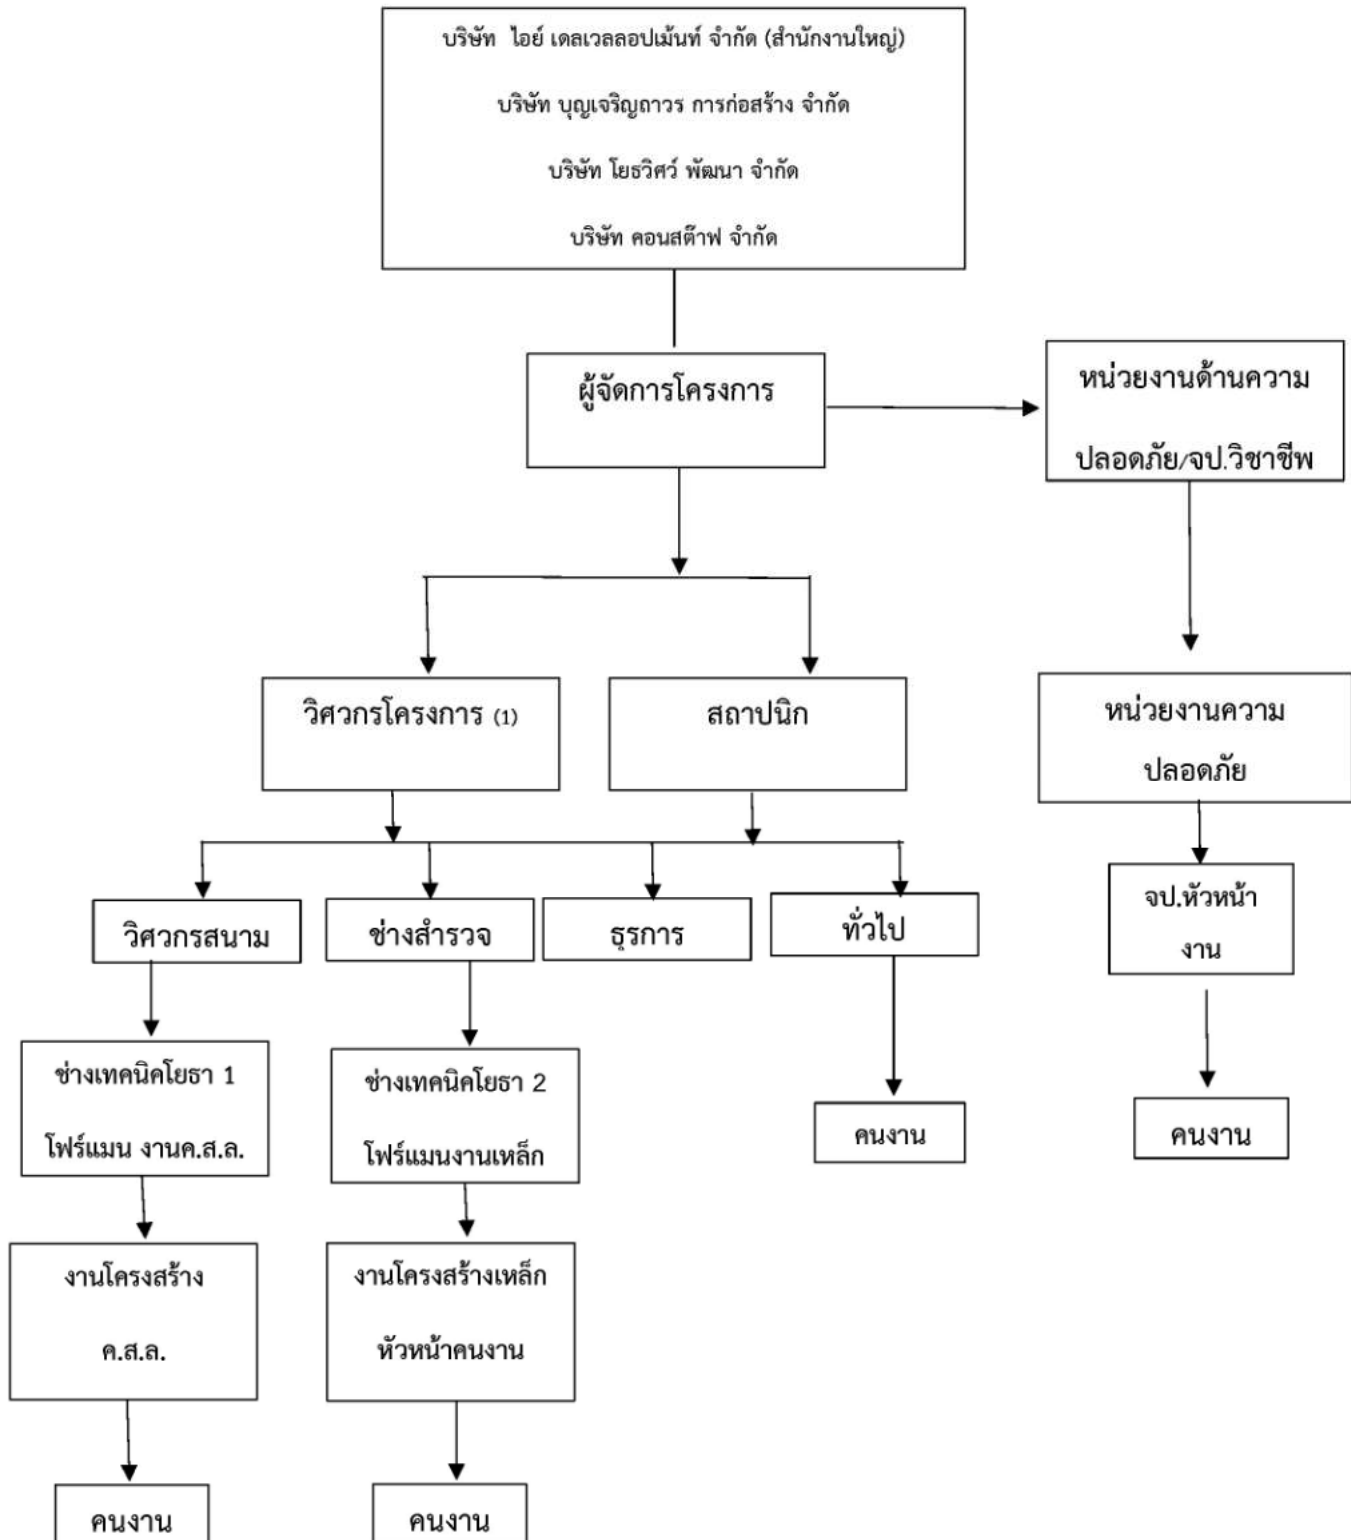 บริษัท ไอย์ เดลเวลลอปเม้นท์ จำกัด (สำนักงานใหญ่)
บริษัท บุญเจริญถาวร การก่อสร้าง จำกัด
บริษัท โยธวิศว์ พัฒนา จำกัด
บริษัท คอนสต๊าฟ จำกัด
ผู้จัดการโครงการ
หน่วยงานด้านความ
ปลอดภัย/จป.วิชาชีพ
วิศวกรโครงการ (1)
สถาปนิก
หน่วยงานความ
ปลอดภัย
วิศวกรสนาม
ช่างสำรวจ
ธุรการ
ทั่วไป
จป.หัวหน้า
งาน
ช่างเทคนิคโยธา 1
โฟร์แมน งานค.ส.ล.
ช่างเทคนิคโยธา 2
โฟร์แมนงานเหล็ก
คนงาน
คนงาน
งานโครงสร้าง
ค.ส.ล.
งานโครงสร้างเหล็ก
หัวหน้าคนงาน
คนงาน
คนงาน